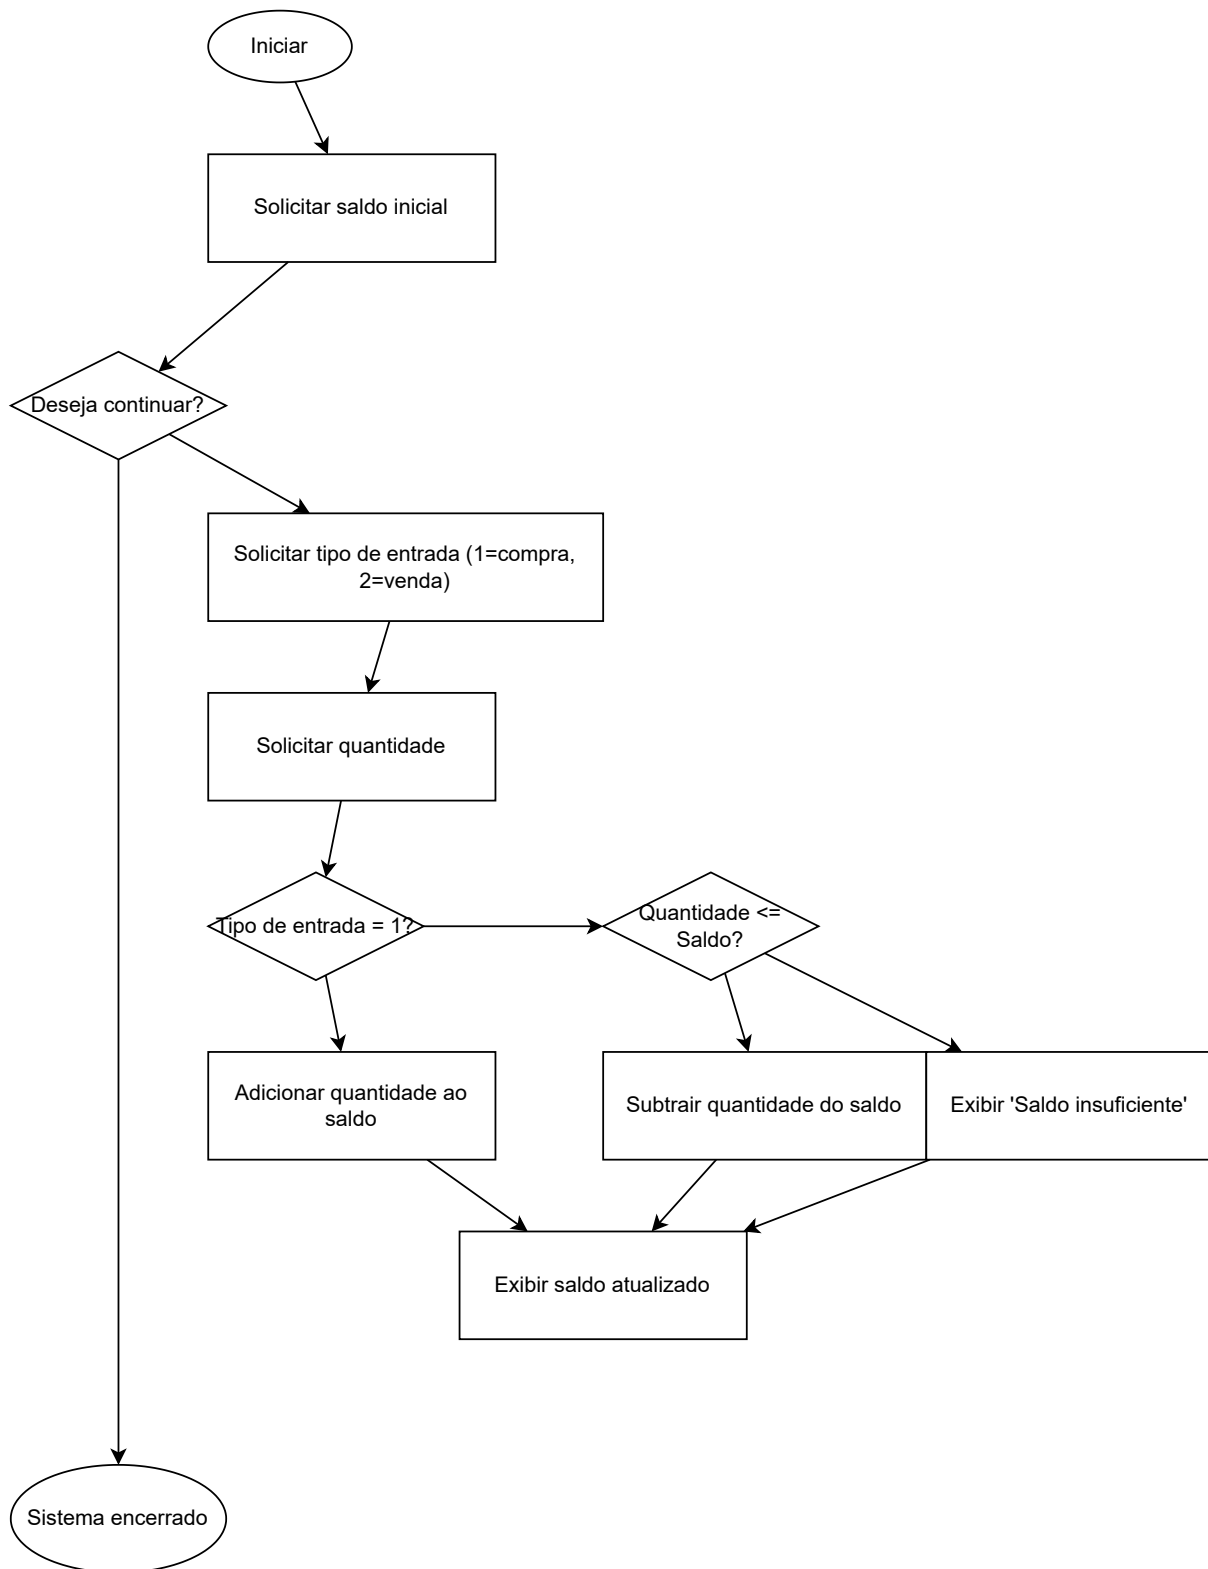 Iniciar
Solicitar saldo inicial
Deseja continuar?
Solicitar tipo de entrada (1=compra,
2=venda)
Solicitar quantidade
Tipo de entrada = 1?
Quantidade <=
Saldo?
Adicionar quantidade ao
saldo
Subtrair quantidade do saldo
Exibir 'Saldo insuficiente'
Exibir saldo atualizado
Sistema encerrado